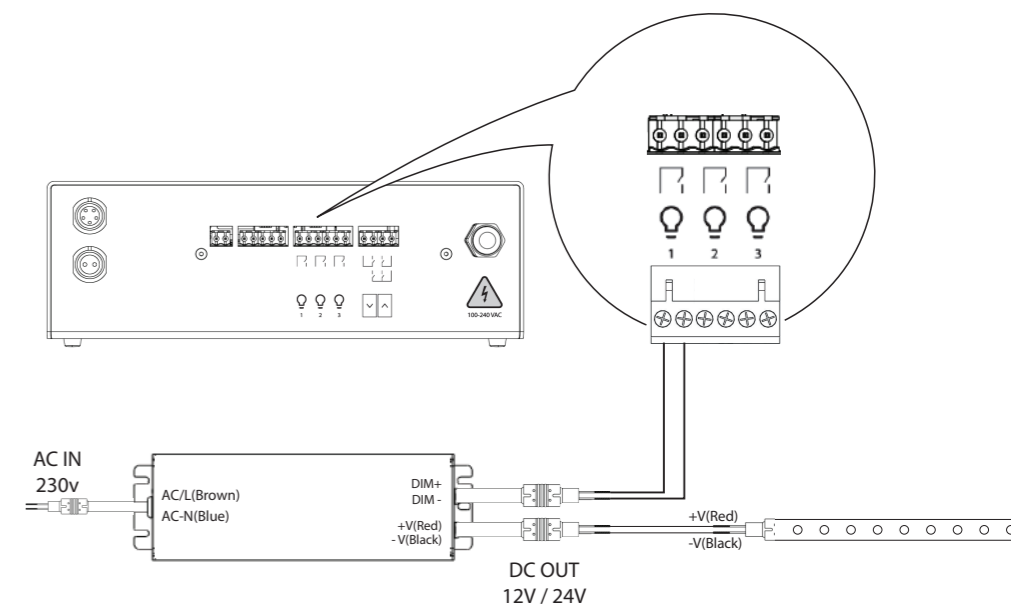 1 2 3
1 2 3
100-240 VAC
AC IN
230v
AC/L(Brown)
AC-N(Blue)
DIM+
DIM -
+V(Red)
- V(Black)
+V(Red)
-V(Black)
DC OUT
12V / 24V